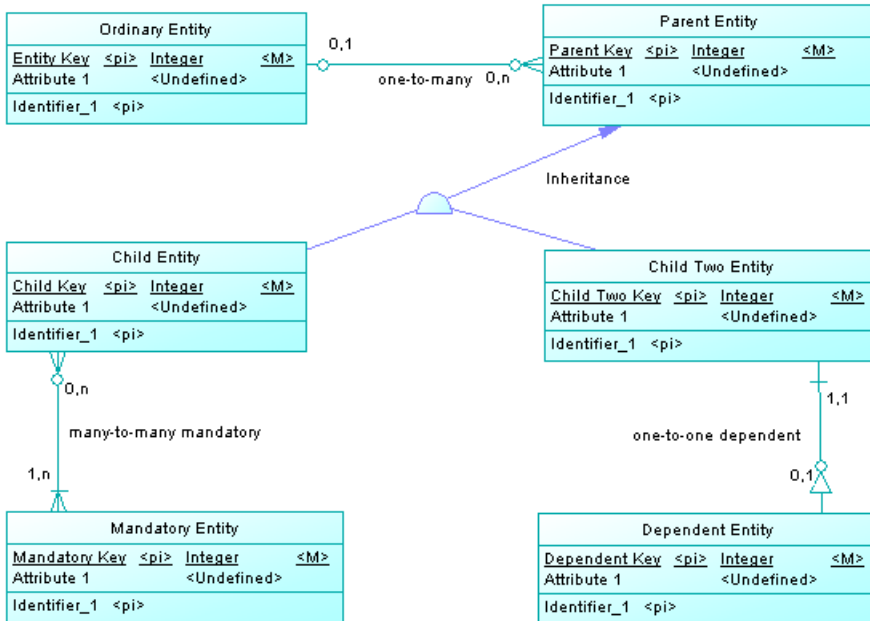 Ordinary Entity
Entity Key <pi> Integer <M>
Attribute 1 <Undefined>
Identifier_1 <pi>
0,1
one-to-many
0,n
Parent Entity
Parent Key <pi> Integer <M>
Attribute 1 <Undefined>
Identifier_1 <pi>
Inheritance
Child Entity
Child Key <pi> Integer <M>
Attribute 1 <Undefined>
Identifier_1 <pi>
Child Two Entity
Child Two Key <pi> Integer <M>
Attribute 1 <Undefined>
Identifier_1 <pi>
0,n
many-to-many mandatory
1,n
1,1
one-to-one dependent
0,1
Mandatory Entity
Mandatory Key <pi> Integer <M>
Attribute 1 <Undefined>
Identifier_1 <pi>
Dependent Entity
Dependent Key <pi> Integer <M>
Attribute 1 <Undefined>
Identifier_1 <pi>